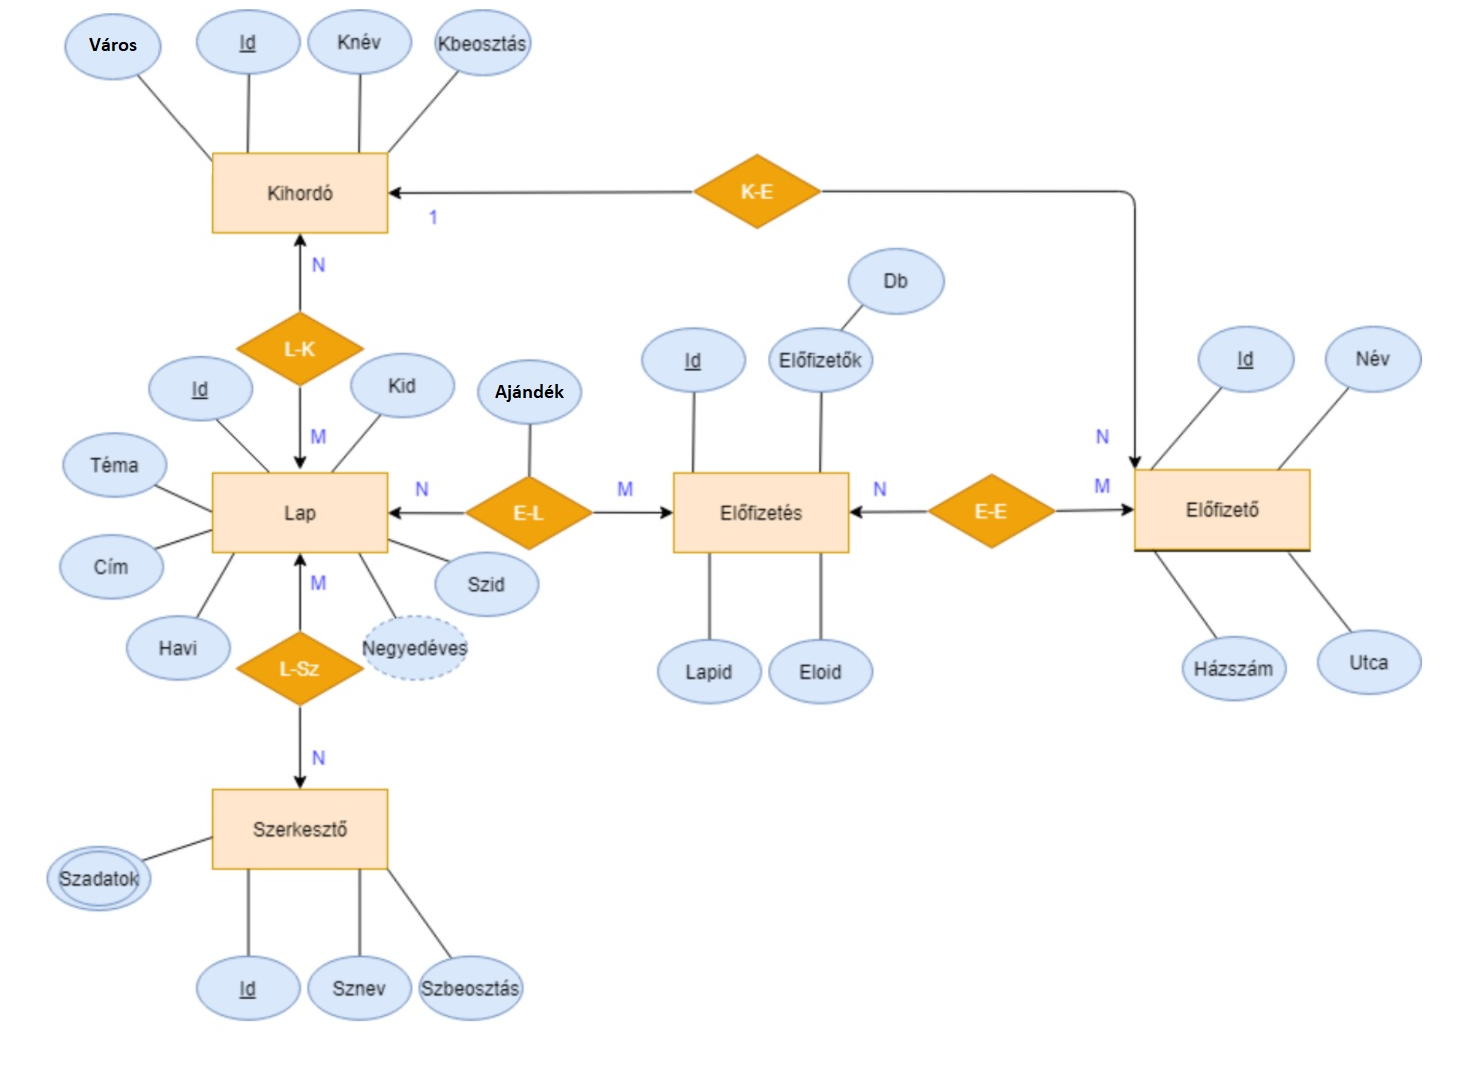 Város
Id
Knév
Kbeosztás
Kihordó
K-E
1
N
Db
L-K
Id
Előfizetők
Id
Név
Id
Kid
Ajándék
M
N
Téma
N
M
N
M
Lap
E-L
Előfizetés
E-E
Előfizető
Cím
M
Szid
Havi
Negyedéves
L-Sz
Lapid
Eloid
Házszám
Utca
N
Szerkesztő
Szadatok
Id
Sznev
Szbeosztás